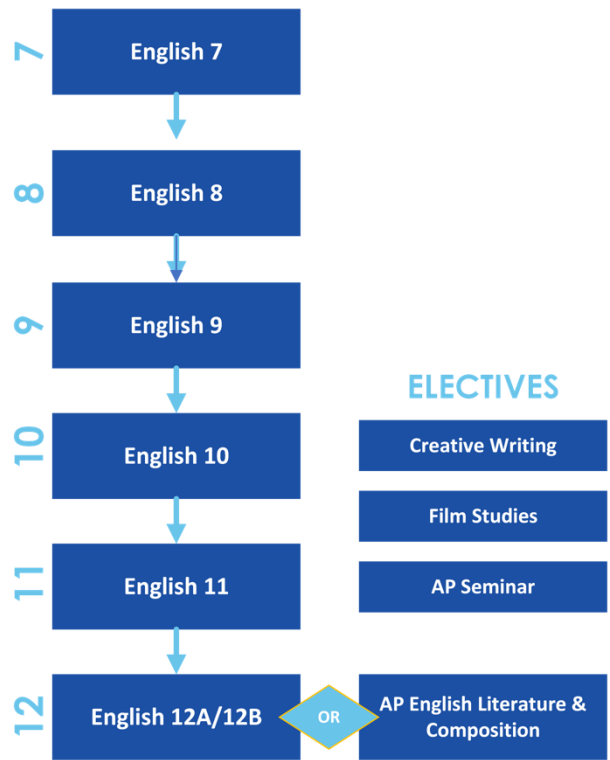 7
English 7
8
English 8
9
English 9
10
English 10
11
English 11
12
English 12A/12B
OR
AP English Literature &
Composition
ELECTIVES
Creative Writing
Film Studies
AP Seminar